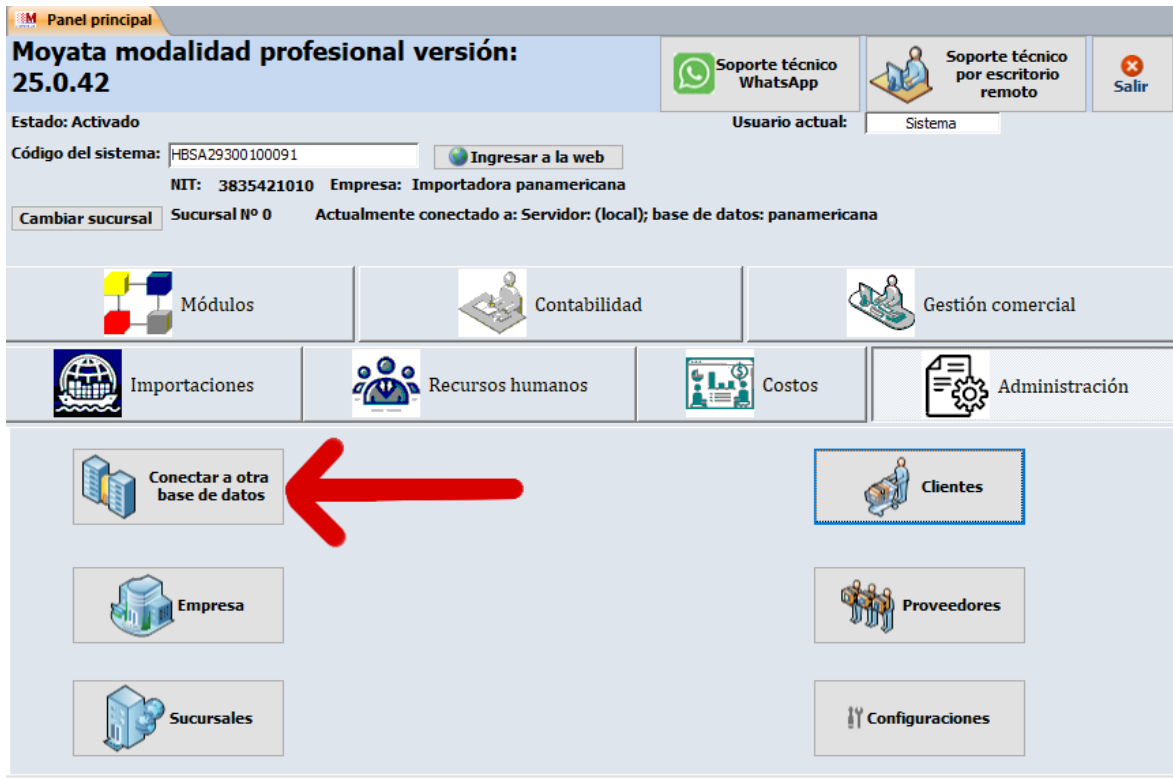 Panel principal
Moyata modalidad profesional versión:
25.0.42
Soporte técnico
WhatsApp
Soporte técnico
por escritorio
remoto
Salir
Estado: Activado
Usuario actual: Sistema
Código del sistema: HBSA29300100091 Ingresar a la web
NIT: 3835421010 Empresa: Importadora panamericana
Cambiar sucursal Sucursal Nº 0 Actualmente conectado a: Servidor: (local); base de datos: panamericana
Módulos Contabilidad Gestión comercial
Importaciones Recursos humanos Costos Administración
Conectar a otra
base de datos
Clientes
Empresa Proveedores
Sucursales Configuraciones